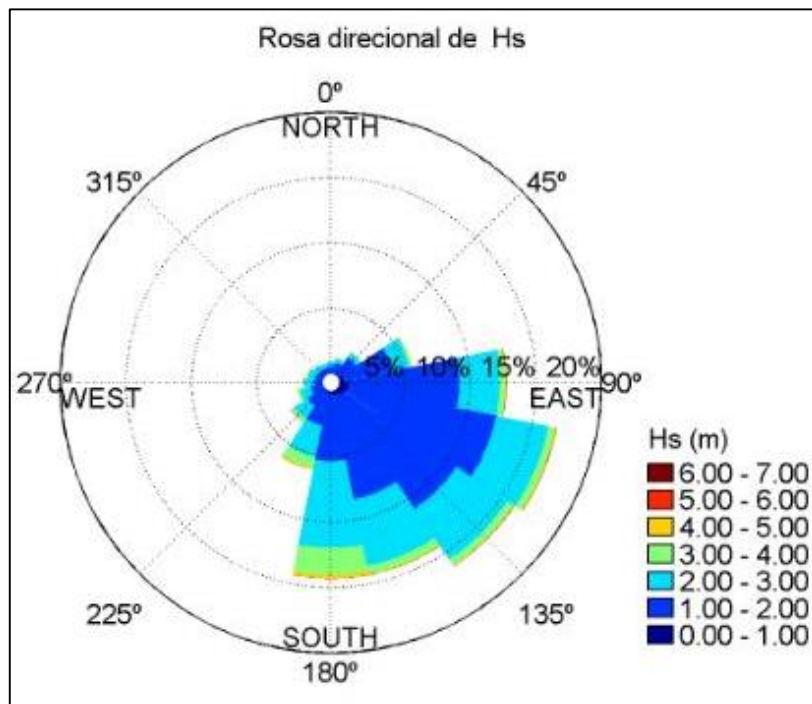 Rosa direcional de Hs
0º
NORTH
315º
45º
5% 10% 15% 20%
270º
WEST
EAST
90º
Hs (m)
6.00 - 7.00
5.00 - 6.00
4.00 - 5.00
3.00 - 4.00
2.00 - 3.00
1.00 - 2.00
0.00 - 1.00
225º
135º
SOUTH
180º